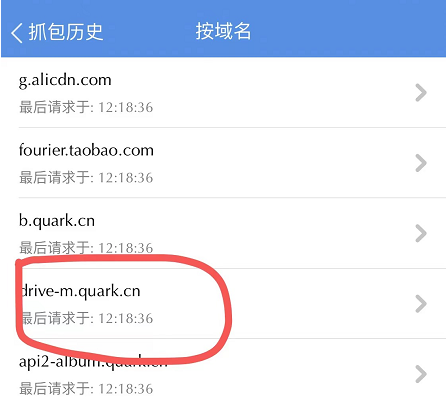 抓包历史
按域名
g.alicdn.com
最后请求于: 12:18:36
fourier.taobao.com
最后请求于: 12:18:36
b.quark.cn
最后请求于: 12:18:36
drive-m.quark.cn
最后请求于: 12:18:36
api2-album.quark.cn
最后请求于: 12:18:36